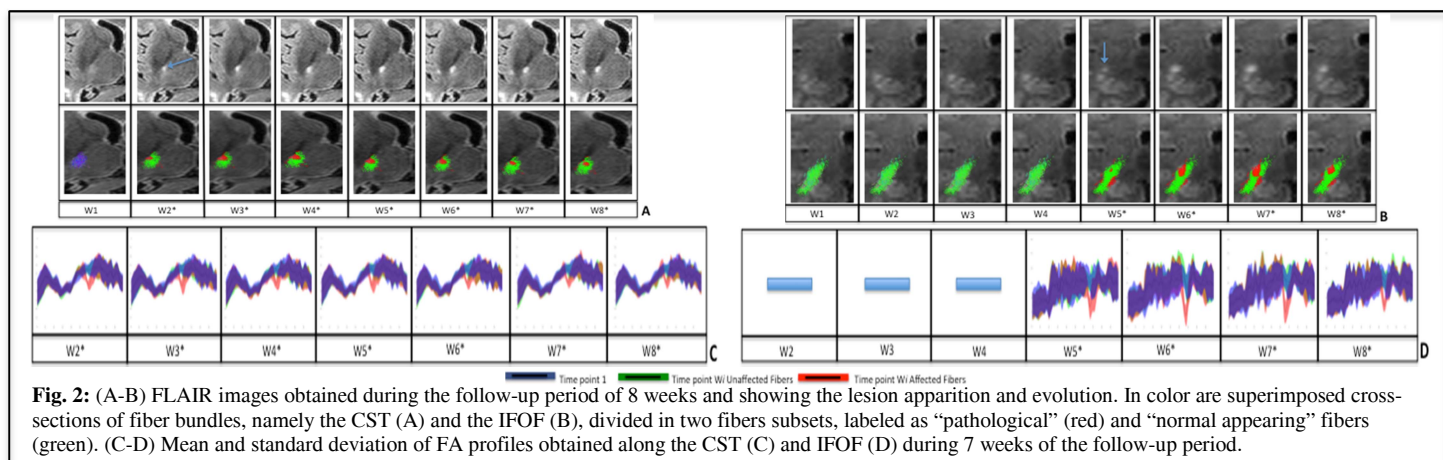 W1 W2* W3* W4* W5* W6* W7* W8* A
W1 W2 W3 W4 W5* W6* W7* W8* B
W2* W3* W4* W5* W6* W7* W8* C
W2 W3 W4 W5* W6* W7* W8* D
Time point 1 Time point Wi Unaffected Fibers Time point Wi Affected Fibers
Fig. 2: (A-B) FLAIR images obtained during the follow-up period of 8 weeks and showing the lesion apparition and evolution. In color are superimposed cross-
sections of fiber bundles, namely the CST (A) and the IFOF (B), divided in two fibers subsets, labeled as “pathological” (red) and “normal appearing” fibers
(green). (C-D) Mean and standard deviation of FA profiles obtained along the CST (C) and IFOF (D) during 7 weeks of the follow-up period.